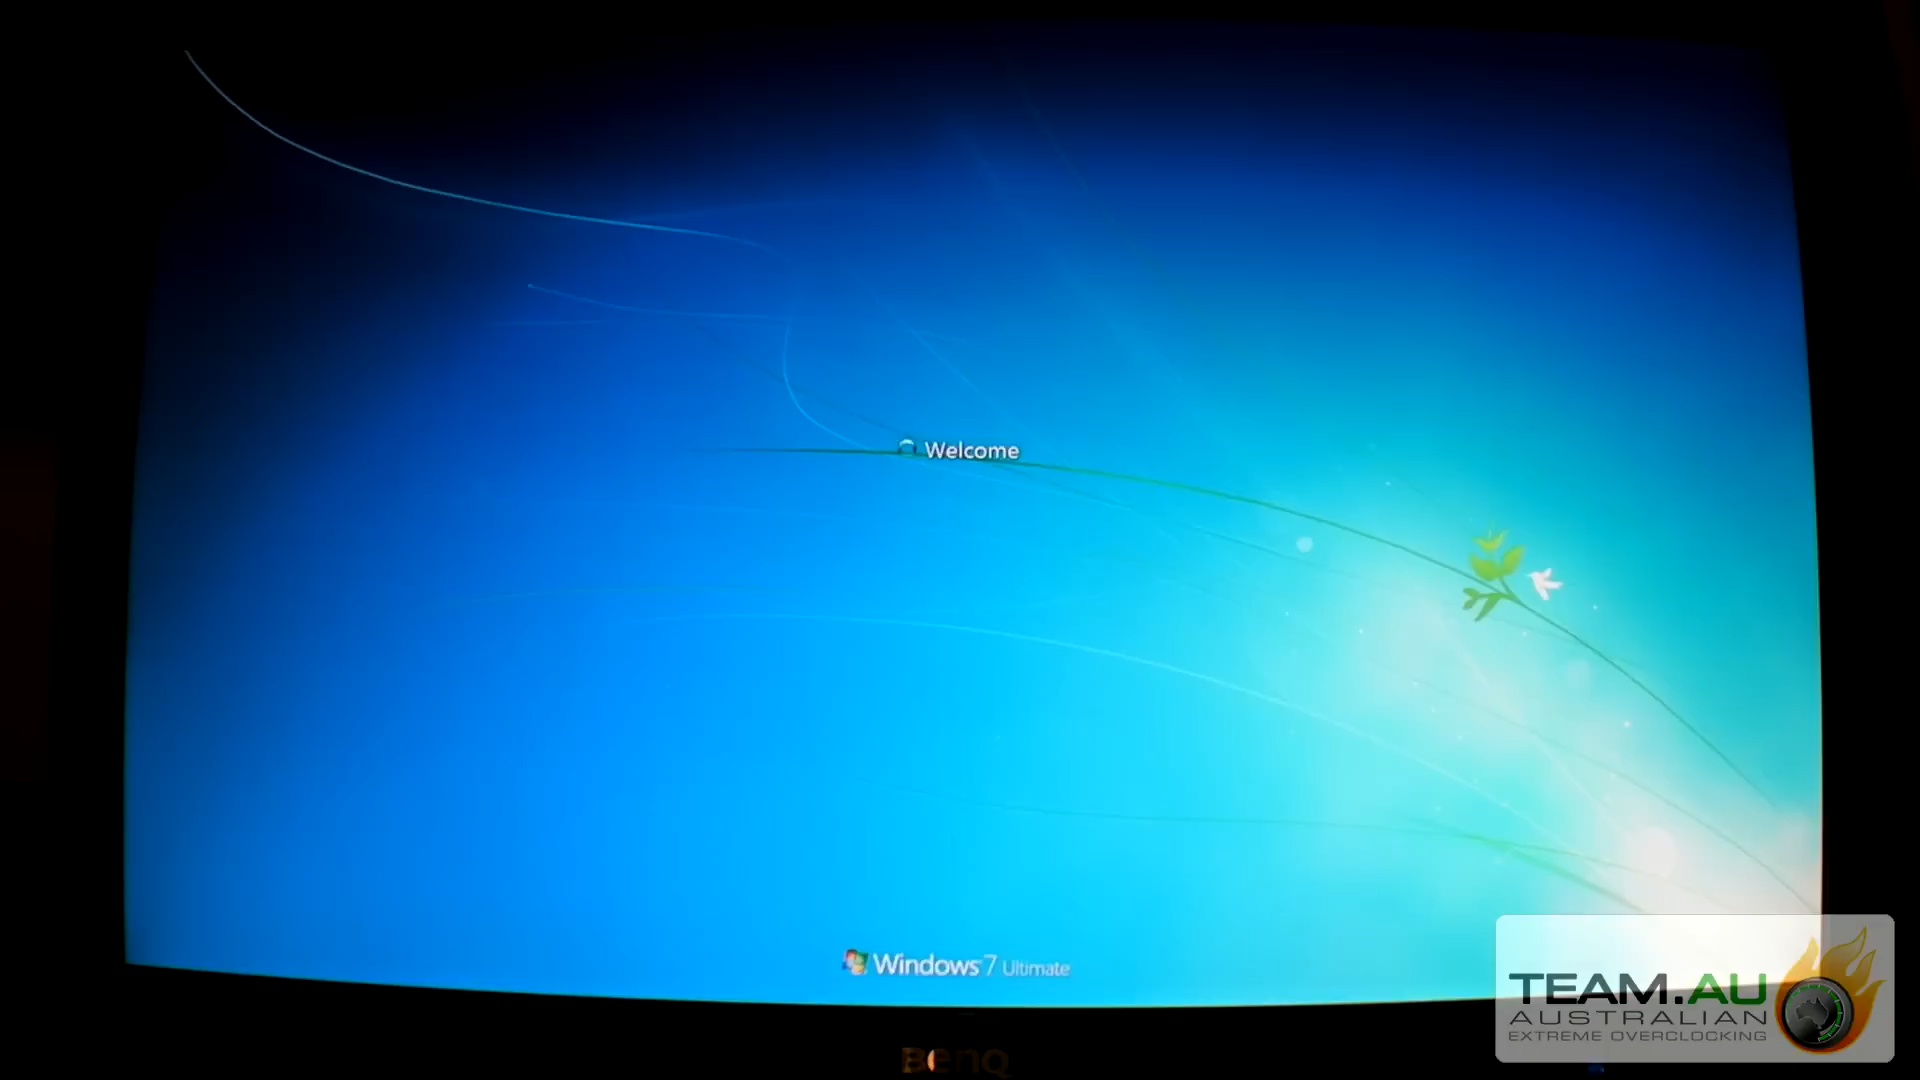 Welcome
Windows 7 Ultimate
BenQ
TEAM.AU
AUSTRALIAN
EXTREME OVERCLOCKING